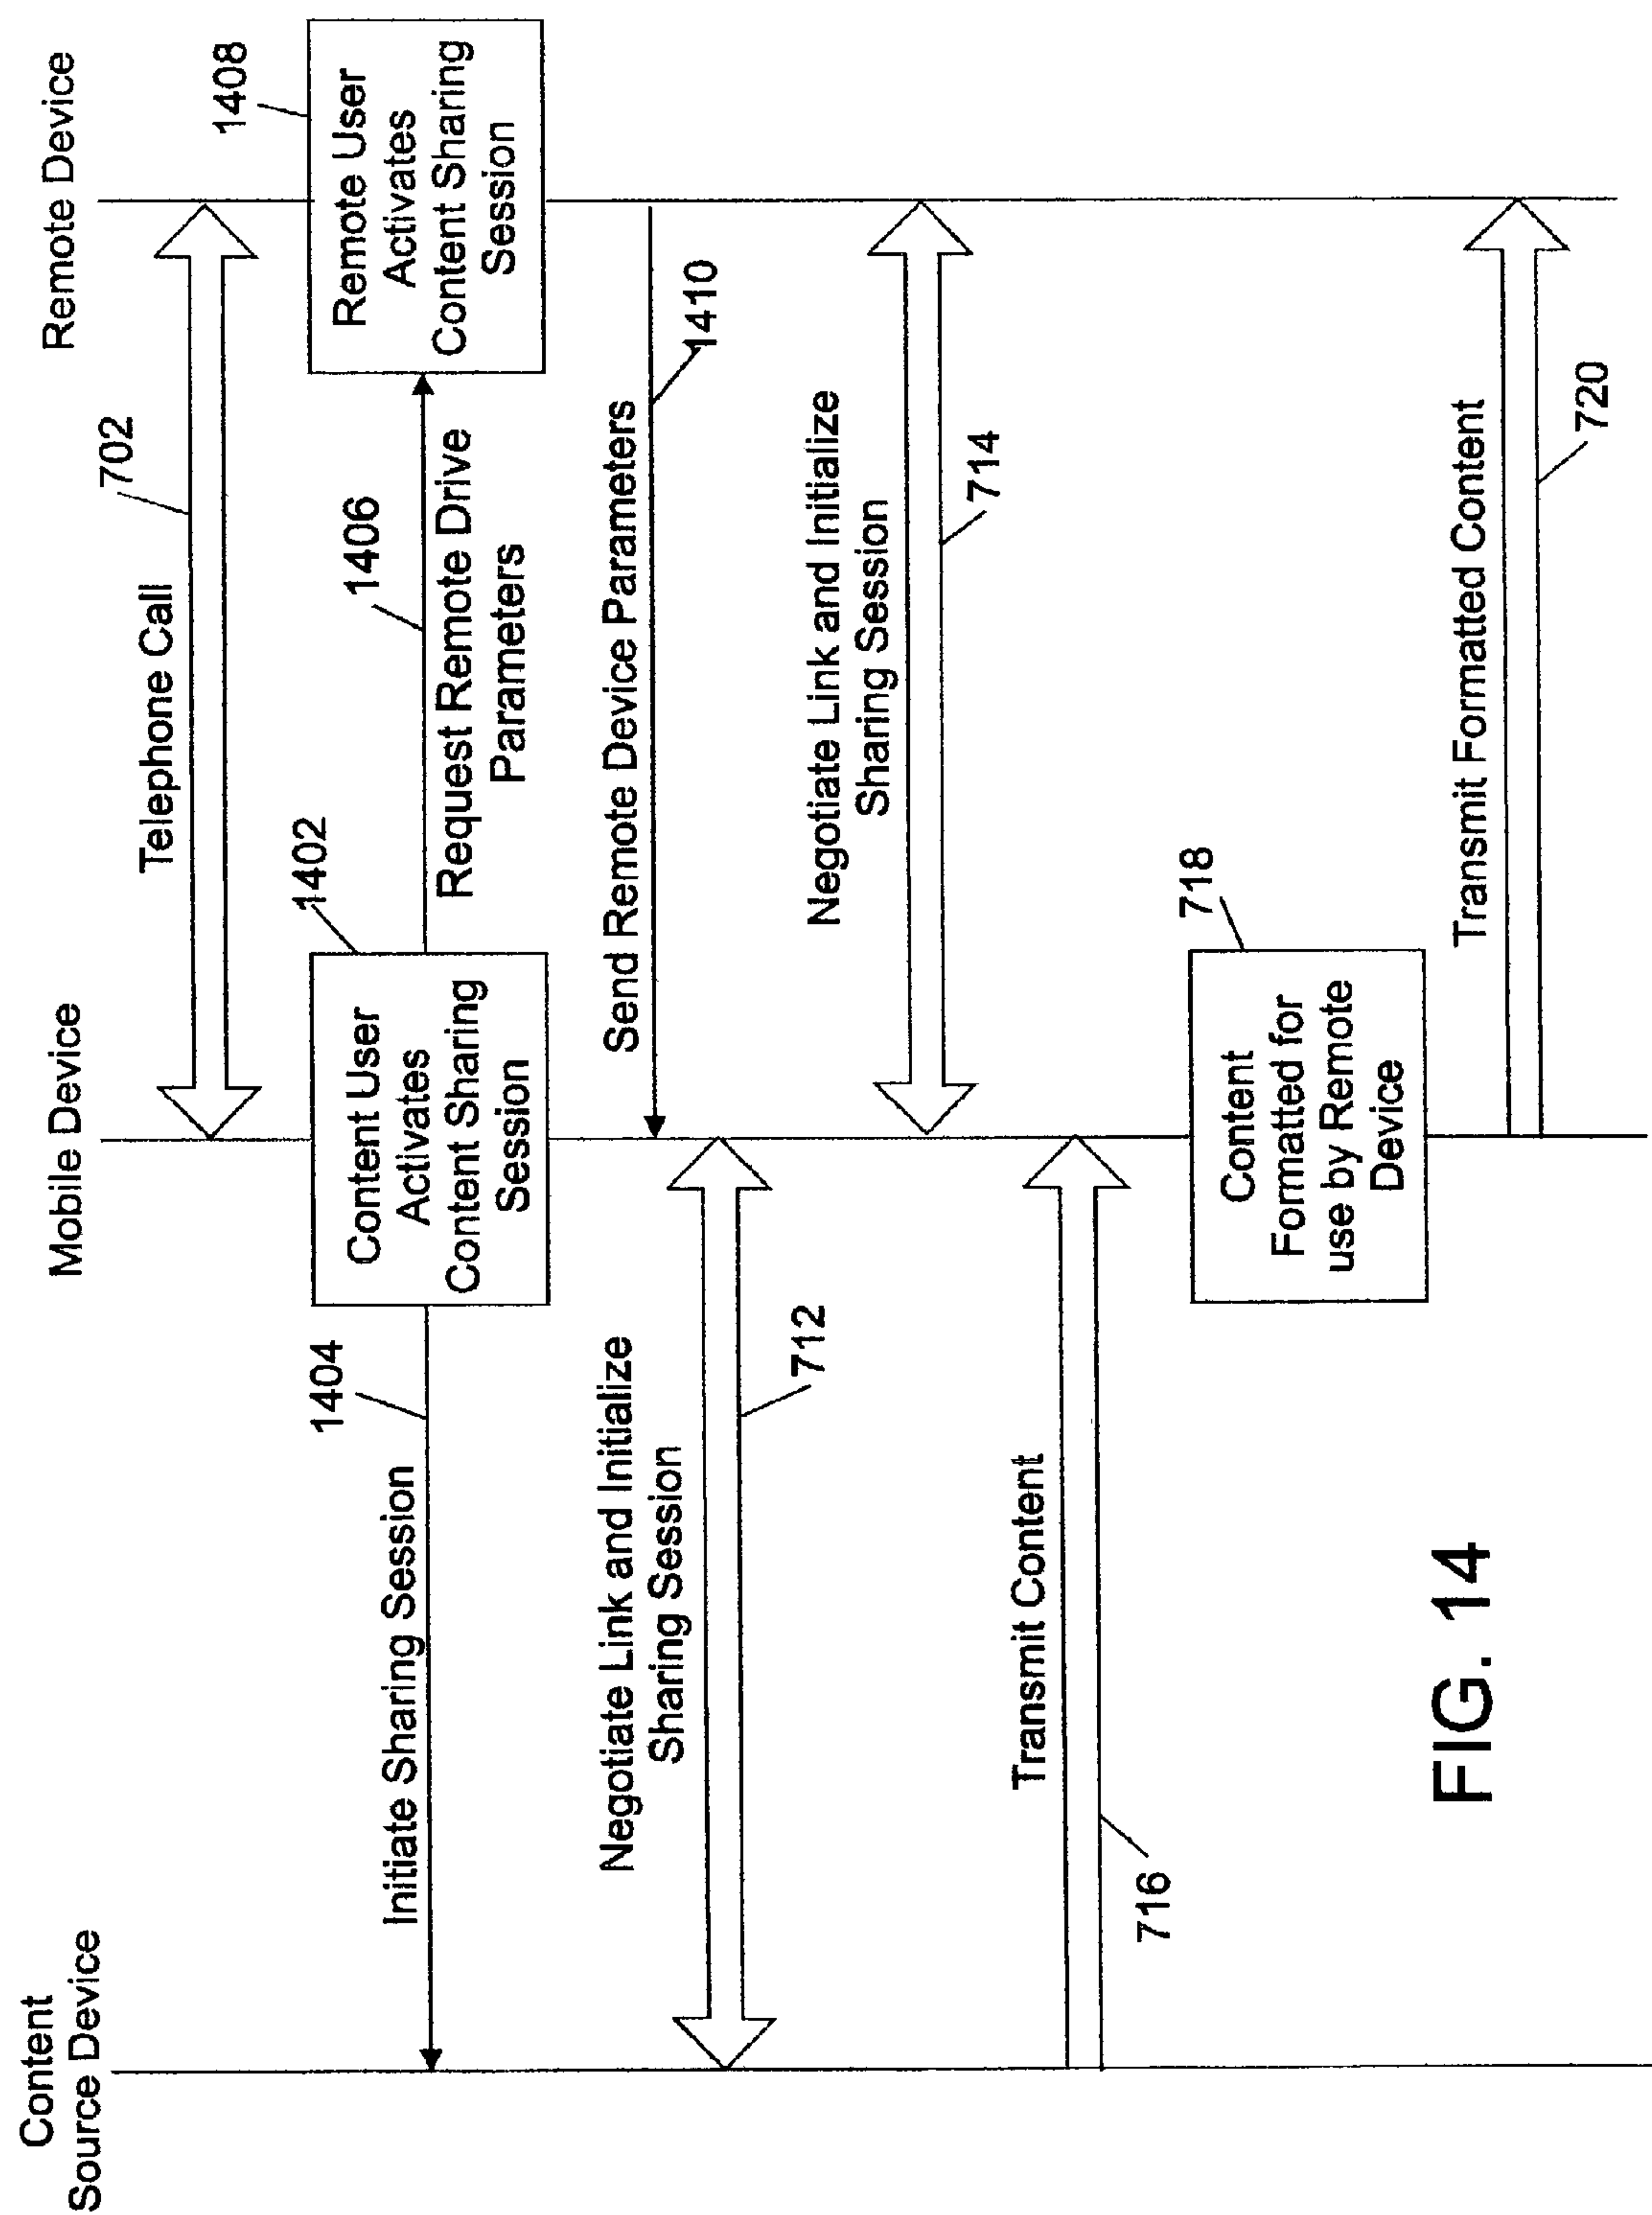 Content
Source Device
Mobile Device
Remote Device
Telephone Call
702
1402
Content User
Activates
Content Sharing
Session
1408
Remote User
Activates
Content Sharing
Session
1404
Initiate Sharing Session
1406
Request Remote Drive
Parameters
Send Remote Device Parameters
1410
Negotiate Link and Initialize
Sharing Session
712
Negotiate Link and Initialize
Sharing Session
714
Transmit Content
716
718
Content
Formatted for
use by Remote
Device
Transmit Formatted Content
720
FIG. 14